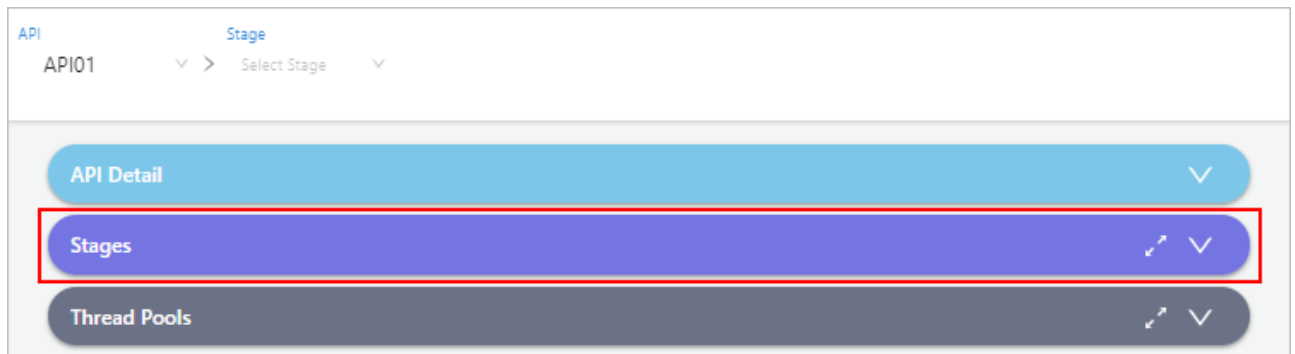 API Stage
API01 > Select Stage
API Detail
Stages
Thread Pools